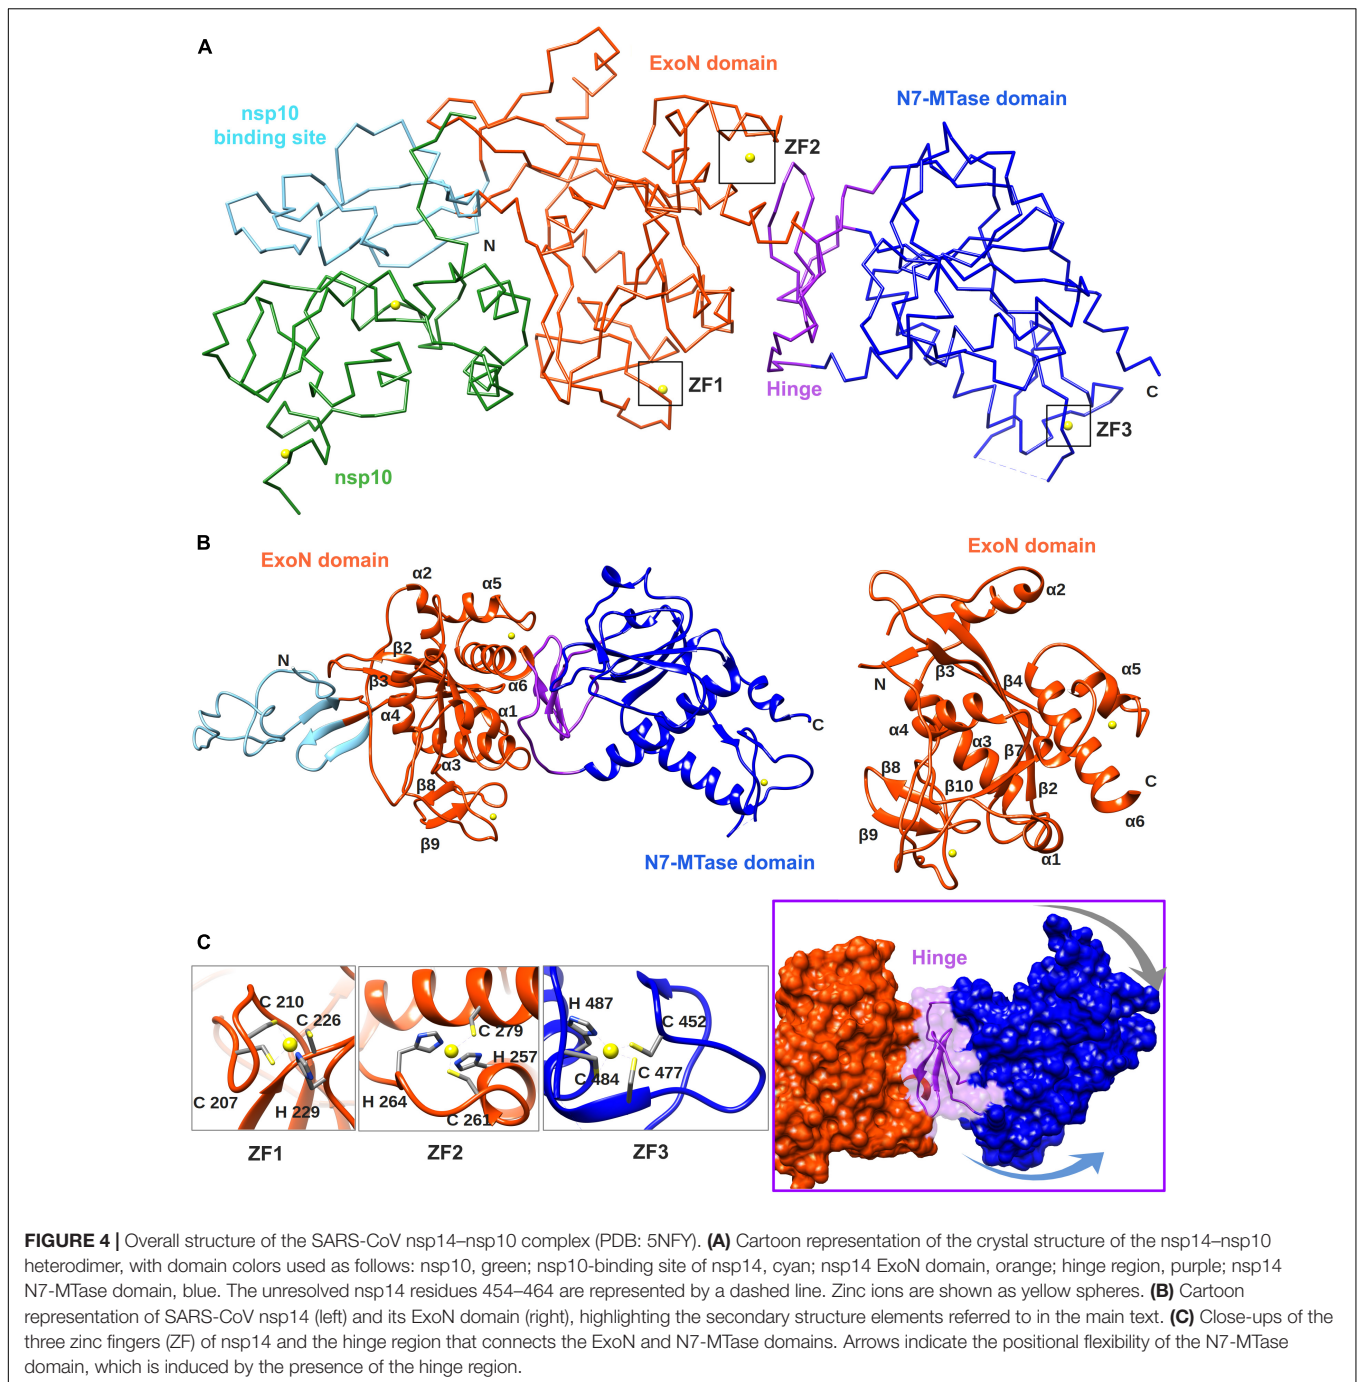 A
ExoN domain
nsp10
binding site
N7-MTase domain
ZF2
N
ZF1
Hinge
C
ZF3
nsp10
B
ExoN domain
α2
α5
N
β2
β3
α6
α4
α1
α3
β8
β9
C
N7-MTase domain
ExoN domain
α2
N
β3
β4
α5
α4
α3
β7
β8
β10
β2
C
β9
α6
α1
C
C 210
C 226
C 207
H 229
ZF1
C 279
H 257
H 264
C 261
ZF2
H 487
C 452
C 484
C 477
ZF3
Hinge
FIGURE 4 | Overall structure of the SARS-CoV nsp14–nsp10 complex (PDB: 5NFY). (A) Cartoon representation of the crystal structure of the nsp14–nsp10
heterodimer, with domain colors used as follows: nsp10, green; nsp10-binding site of nsp14, cyan; nsp14 ExoN domain, orange; hinge region, purple; nsp14
N7-MTase domain, blue. The unresolved nsp14 residues 454–464 are represented by a dashed line. Zinc ions are shown as yellow spheres. (B) Cartoon
representation of SARS-CoV nsp14 (left) and its ExoN domain (right), highlighting the secondary structure elements referred to in the main text. (C) Close-ups of the
three zinc fingers (ZF) of nsp14 and the hinge region that connects the ExoN and N7-MTase domains. Arrows indicate the positional flexibility of the N7-MTase
domain, which is induced by the presence of the hinge region.